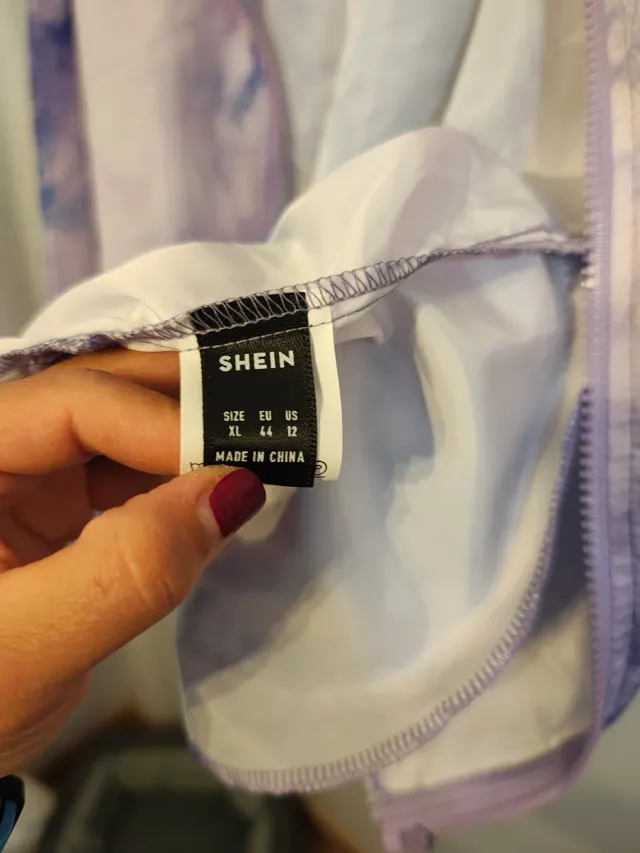 SHEIN
SIZE EU US
XL 44 12
MADE IN CHINA